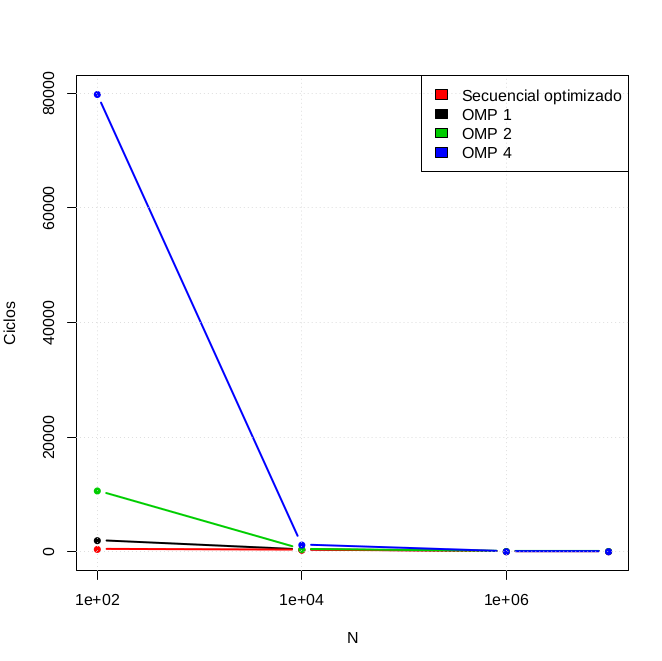 Secuencial optimizado
OMP 1
OMP 2
OMP 4
80000
60000
40000
20000
0
Ciclos
1e+02
1e+04
1e+06
N